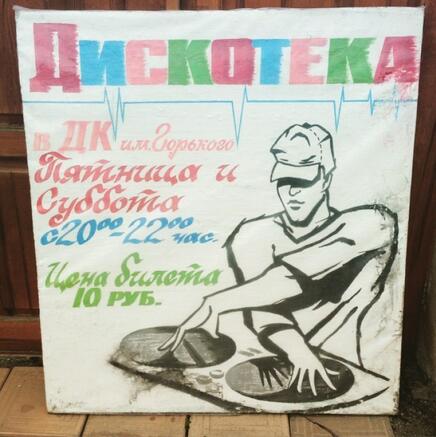 Дискотека
в ДК им. Горького
Пятница и
Суббота
с 20⁰⁰-22⁰⁰ час.
Цена билета
10 РУБ.